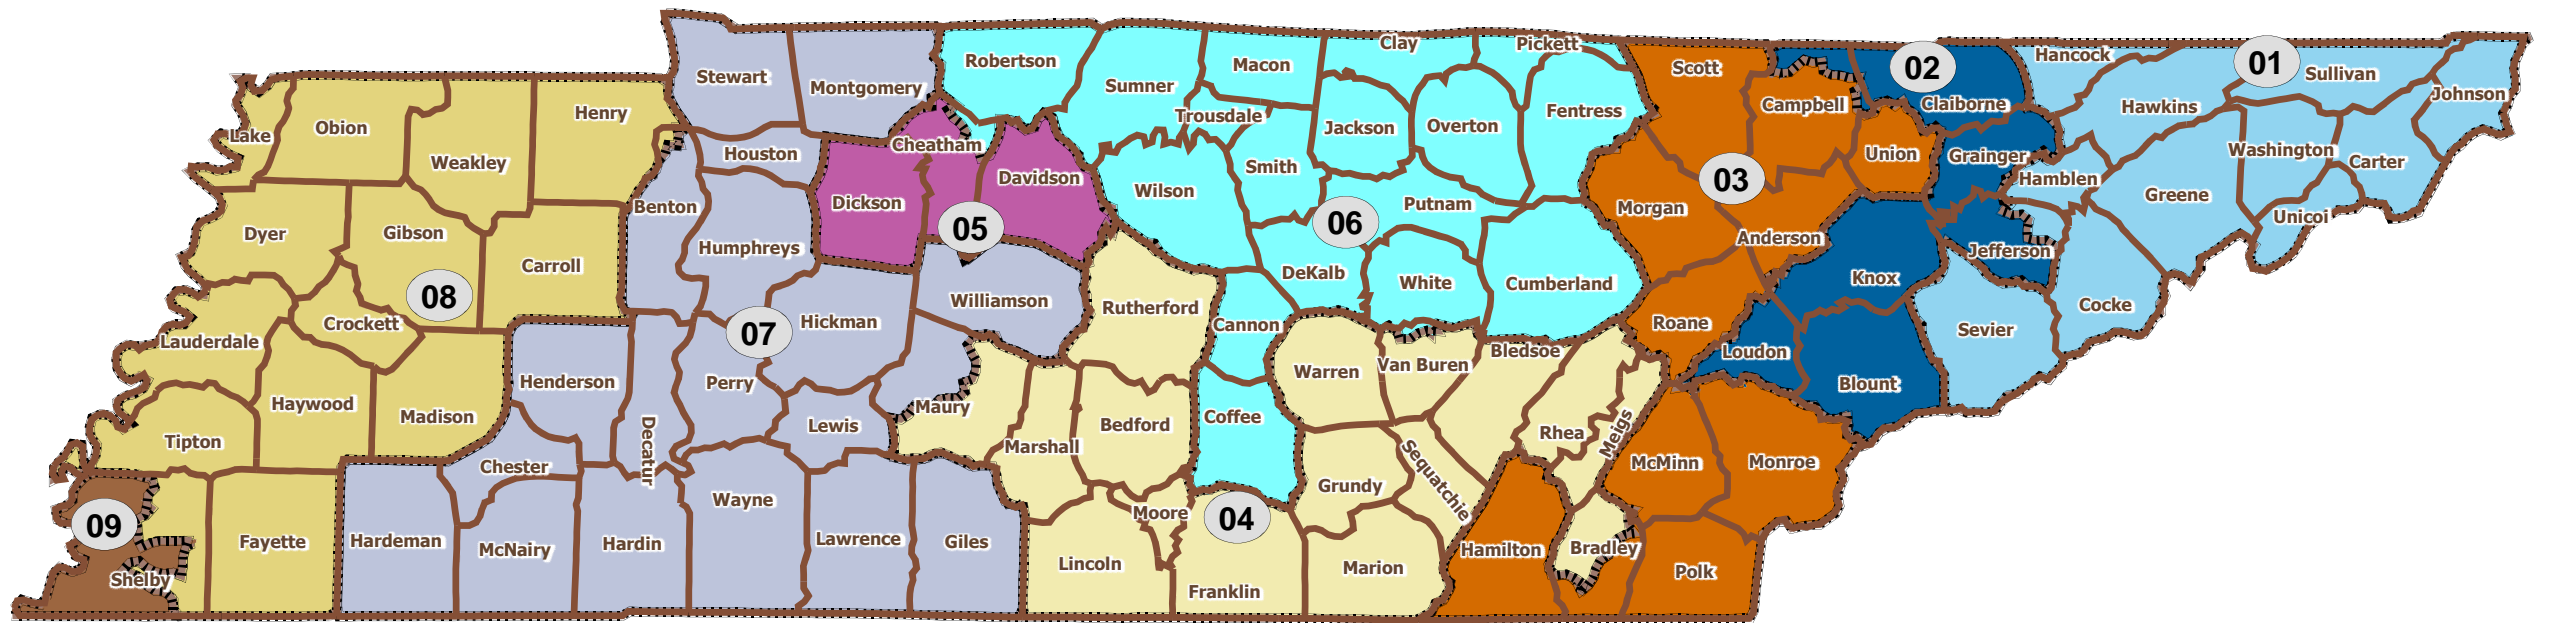 Lake
Obion
Weakley
Henry
Dyer
Gibson
Carroll
08
Lauderdale
Crockett
Tipton
Haywood
Madison
Fayette
09
Shelby
Stewart
Montgomery
Houston
Benton
Humphreys
Hickman
07
Perry
Henderson
Decatur
Lewis
Chester
Hardeman
McNairy
Hardin
Wayne
Lawrence
Giles
Williamson
Maury
Cheatham
Dickson
Davidson
05
Robertson
Sumner
Macon
Trousdale
Clay
Pickett
Jackson
Overton
Fentress
Smith
Wilson
Putnam
06
DeKalb
White
Cumberland
Cannon
Coffee
Rutherford
Warren
Van Buren
Bledsoe
Marshall
Bedford
Rhea
Meigs
Sequatchie
Grundy
Moore
04
Lincoln
Franklin
Marion
Bradley
Scott
Campbell
Union
03
Morgan
Anderson
Roane
McMinn
Monroe
Hamilton
Polk
02
Claiborne
Grainger
Jefferson
Knox
Loudon
Blount
Hancock
01
Sullivan
Johnson
Hawkins
Washington
Carter
Hamblen
Greene
Unicoi
Cocke
Sevier